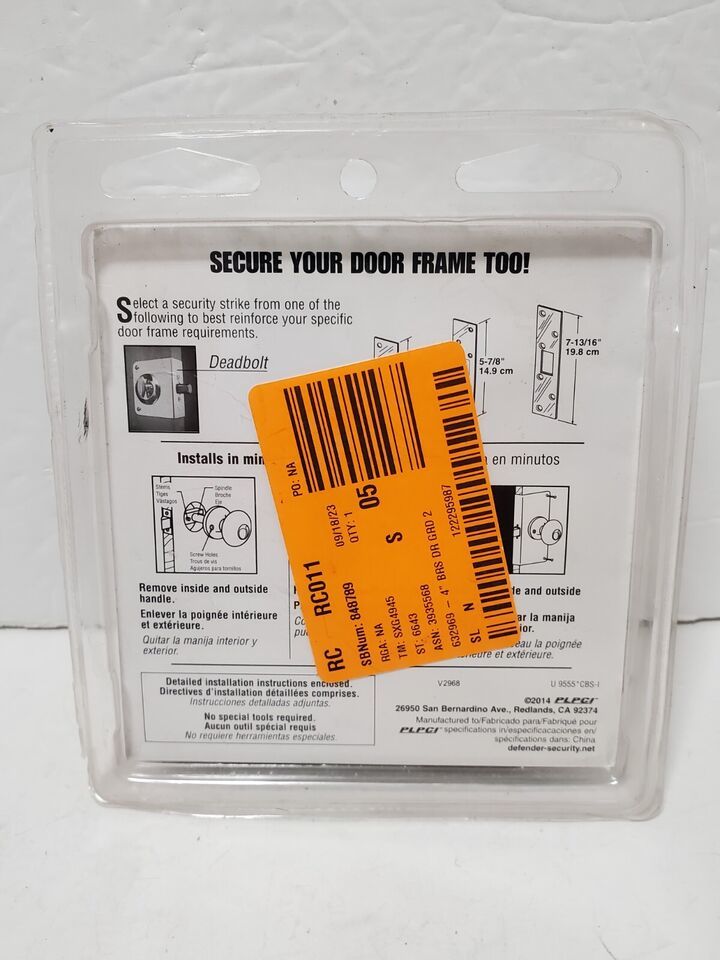 SECURE YOUR DOOR FRAME TOO!
Select a security strike from one of the
following to best reinforce your specific
door frame requirements.
Deadbolt
5-7/8"
14.9 cm
7-13/16"
19.8 cm
Installs in min
en minutos
Stems
Tiges
Vástagos
Spindle
Broche
Eje
Screw Holes
Trous de vis
Agujeros para tornillos
Remove inside and outside
handle.
Enlever la poignée intérieure
et extérieure.
Quitar la manija interior y
exterior.
e and outside
ar la manija
ior.
eau la poignée
eure et extérieure.
PO: NA
05
09/18/23
QTY: 1
S
RC
RC011
SBNum: 848789
RGA: NA
TM: SXG4945
ST: 6643
ASN: 3935568
632969 – 4" BRS DR GRD 2
122295987
SL
N
Detailed installation instructions enclosed.
Directives d'installation détaillées comprises.
Instrucciones detalladas adjuntas.
No special tools required.
Aucun outil spécial requis
No requiere herramientas especiales.
V2968
U 9555*CBS-I
©2014 PLPCI
26950 San Bernardino Ave., Redlands, CA 92374
Manufactured to/Fabricado para/Fabriqué pour
PLPCI specifications in/especificacaciones en/
spécifications dans: China
defender-security.net